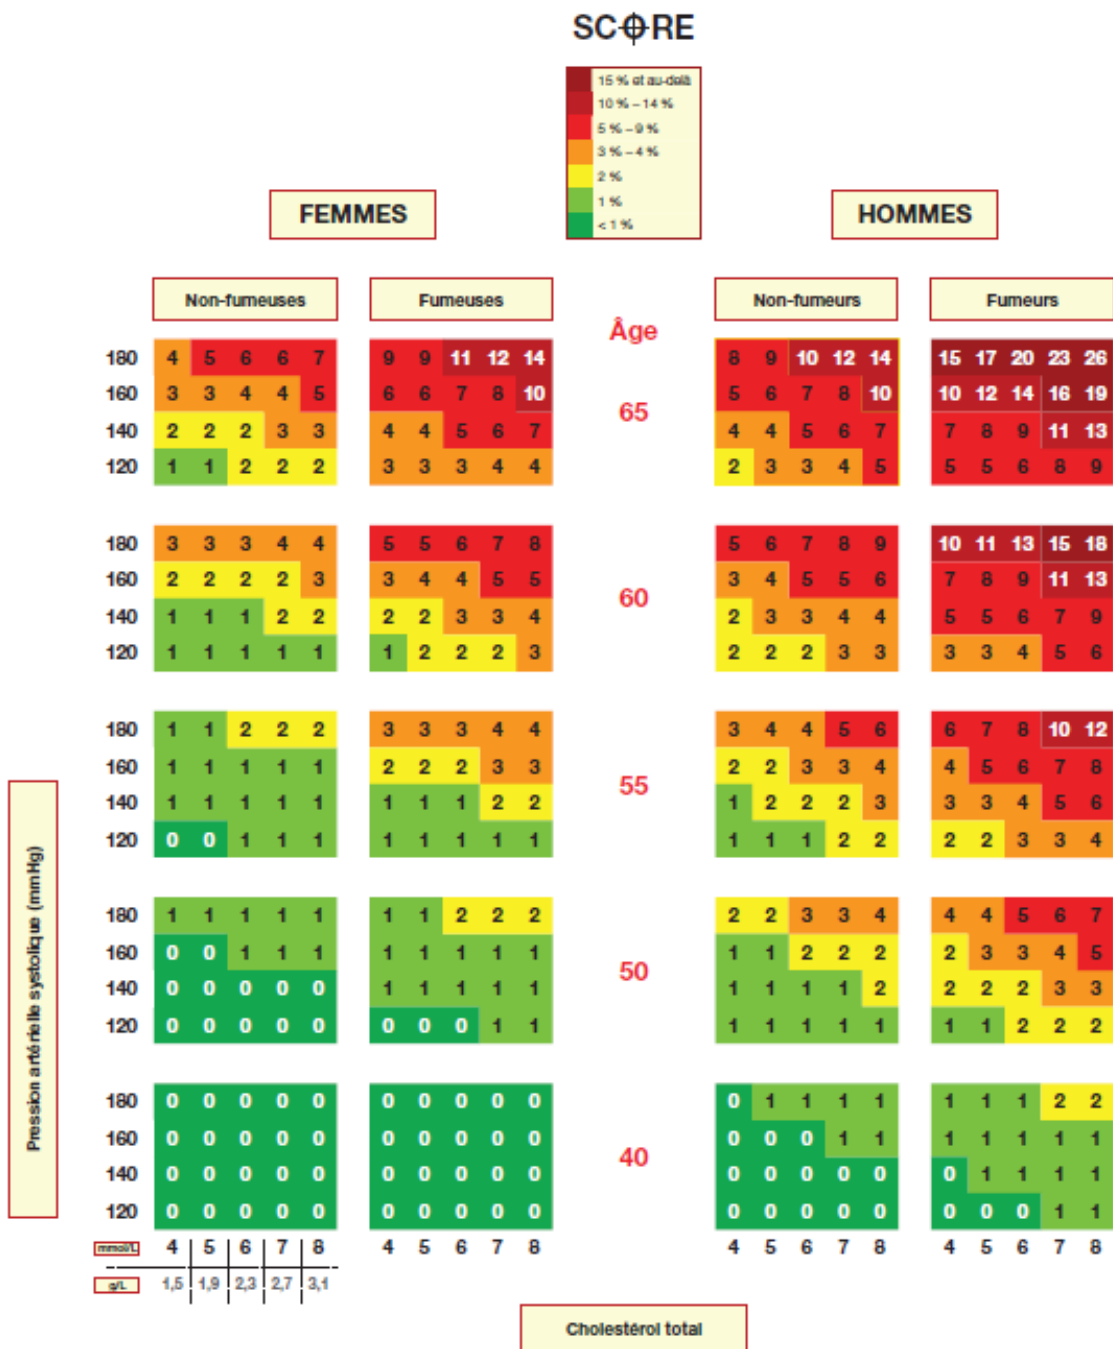 SCORE
15 % et au-delà
10 % – 14 %
5 % – 9 %
3 % – 4 %
2 %
1 %
< 1 %
FEMMES HOMMES
Non-fumeuses Fumeuses Non-fumeurs Fumeurs
Âge
180 4 5 6 6 7 9 9 11 12 14 8 9 10 12 14 15 17 20 23 26
160 3 3 4 4 5 6 6 7 8 10 5 6 7 8 10 10 12 14 16 19
65
140 2 2 2 3 3 4 4 5 6 7 4 4 5 6 7 7 8 9 11 13
120 1 1 2 2 2 3 3 3 4 4 2 3 3 4 5 5 5 6 8 9
180 3 3 3 4 4 5 5 6 7 8 5 6 7 8 9 10 11 13 15 18
160 2 2 2 2 3 3 4 4 5 5 3 4 5 5 6 7 8 9 11 13
60
140 1 1 1 2 2 2 2 3 3 4 2 3 3 4 4 5 5 6 7 9
120 1 1 1 1 1 1 2 2 2 3 2 2 2 3 3 3 3 4 5 6
180 1 1 2 2 2 3 3 3 4 4 3 4 4 5 6 6 7 8 10 12
160 1 1 1 1 1 2 2 2 3 3 2 2 3 3 4 4 5 6 7 8
55
140 1 1 1 1 1 1 1 1 2 2 1 2 2 2 3 3 3 4 5 6
120 0 0 1 1 1 1 1 1 1 1 1 1 1 2 2 2 2 3 3 4
180 1 1 1 1 1 1 1 2 2 2 2 2 3 3 4 4 4 5 6 7
160 0 0 1 1 1 1 1 1 1 1 1 1 2 2 2 2 3 3 4 5
50
140 0 0 0 0 0 1 1 1 1 1 1 1 1 1 2 2 2 2 3 3
120 0 0 0 0 0 0 0 0 1 1 1 1 1 1 1 1 1 2 2 2
180 0 0 0 0 0 0 0 0 0 0 0 1 1 1 1 1 1 1 2 2
160 0 0 0 0 0 0 0 0 0 0 0 0 0 1 1 1 1 1 1 1
40
140 0 0 0 0 0 0 0 0 0 0 0 0 0 0 0 0 1 1 1 1
120 0 0 0 0 0 0 0 0 0 0 0 0 0 0 0 0 0 0 1 1
mmol/L 4 5 6 7 8 4 5 6 7 8 4 5 6 7 8 4 5 6 7 8
g/L 1,5 1,9 2,3 2,7 3,1
Pression artérielle systolique (mmHg)
Cholestérol total